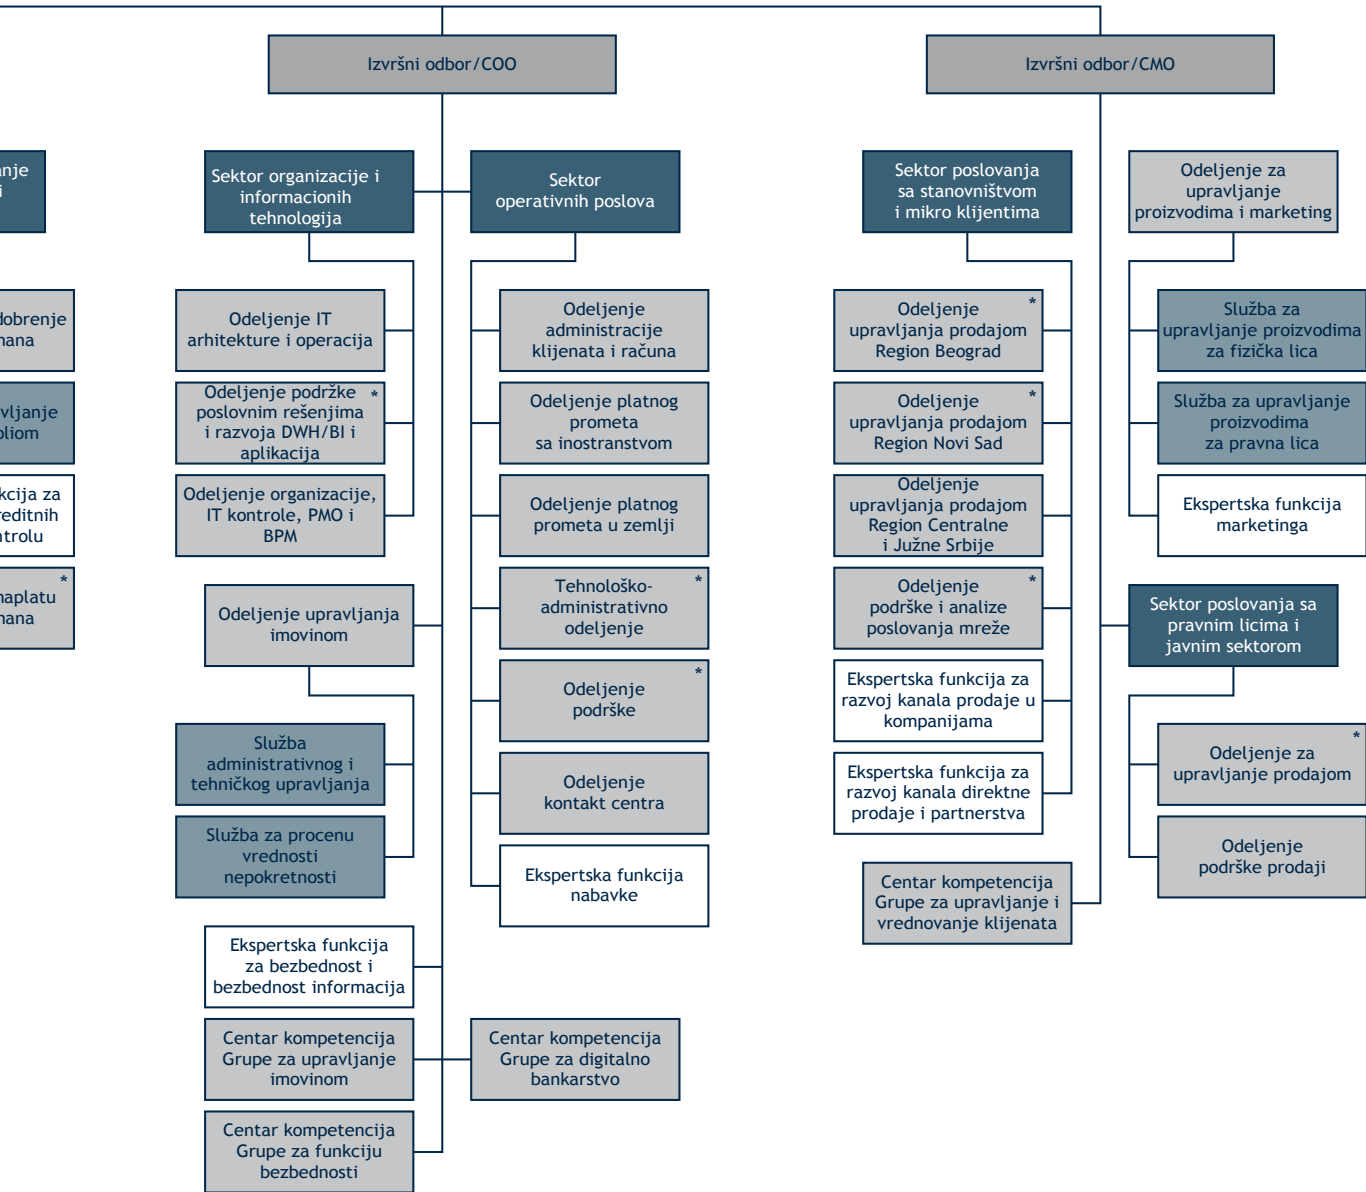 Izvršni odbor/COO
Izvršni odbor/CMO
Sektor organizacije i
informacionih
tehnologija
Sektor
operativnih poslova
Sektor poslovanja
sa stanovništvom
i mikro klijentima
Odeljenje za
upravljanje
proizvodima i marketing
Odeljenje IT
arhitekture i operacija
Odeljenje podrške *
poslovnim rešenjima
i razvoja DWH/BI i
aplikacija
Odeljenje organizacije,
IT kontrole, PMO i
BPM
Odeljenje upravljanja
imovinom
Služba
administrativnog i
tehničkog upravljanja
Služba za procenu
vrednosti
nepokretnosti
Ekspertska funkcija
za bezbednost i
bezbednost informacija
Centar kompetencija
Grupe za upravljanje
imovinom
Centar kompetencija
Grupe za funkciju
bezbednosti
Odeljenje
administracije
klijenata i računa
Odeljenje platnog
prometa
sa inostranstvom
Odeljenje platnog
prometa u zemlji
Tehnološko- *
administrativno
odeljenje
*
Odeljenje
podrške
Odeljenje
kontakt centra
Ekspertska funkcija
nabavke
Centar kompetencija
Grupe za digitalno
bankarstvo
Odeljenje *
upravljanja prodajom
Region Beograd
Odeljenje *
upravljanja prodajom
Region Novi Sad
Odeljenje
upravljanja prodajom
Region Centralne
i Južne Srbije
Odeljenje *
podrške i analize
poslovanja mreže
Ekspertska funkcija za
razvoj kanala prodaje u
kompanijama
Ekspertska funkcija za
razvoj kanala direktne
prodaje i partnerstva
Centar kompetencija
Grupe za upravljanje i
vrednovanje klijenata
Služba za
upravljanje proizvodima
za fizička lica
Služba za upravljanje
proizvodima
za pravna lica
Ekspertska funkcija
marketinga
Sektor poslovanja sa
pravnim licima i
javnim sektorom
*
Odeljenje za
upravljanje prodajom
Odeljenje
podrške prodaji